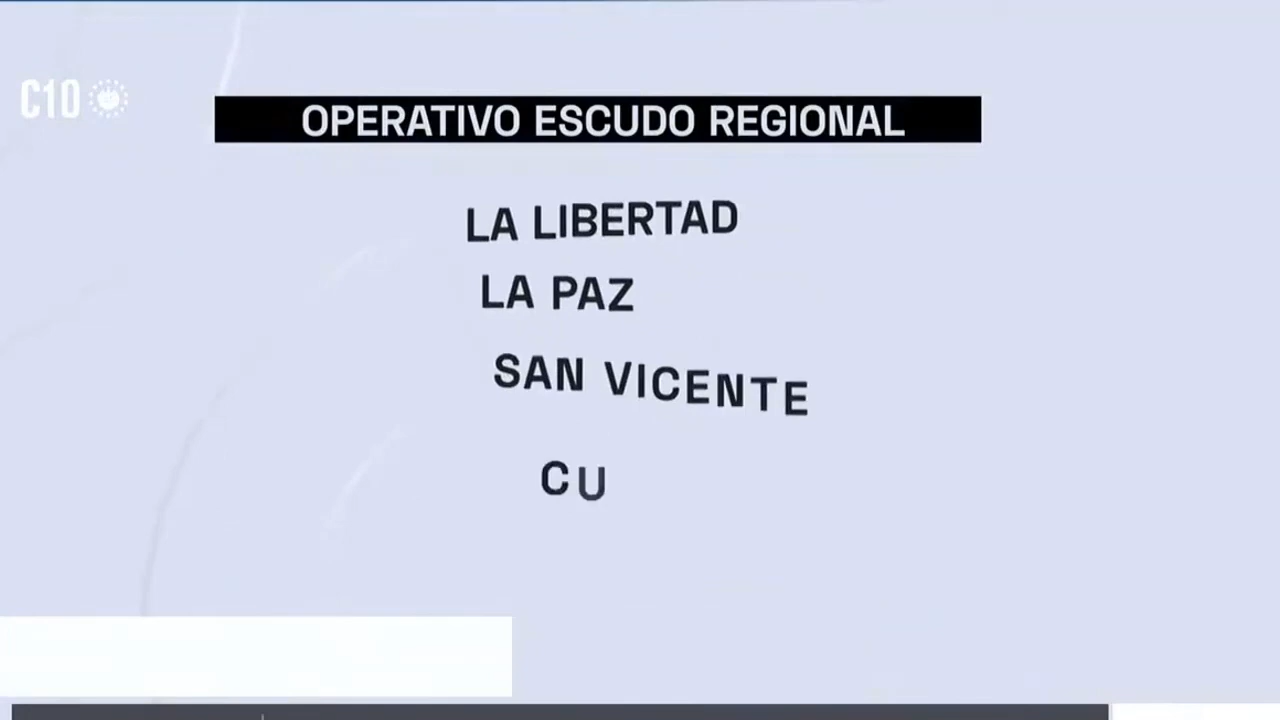 C10
OPERATIVO ESCUDO REGIONAL
LA LIBERTAD
LA PAZ
SAN VICENTE
CU